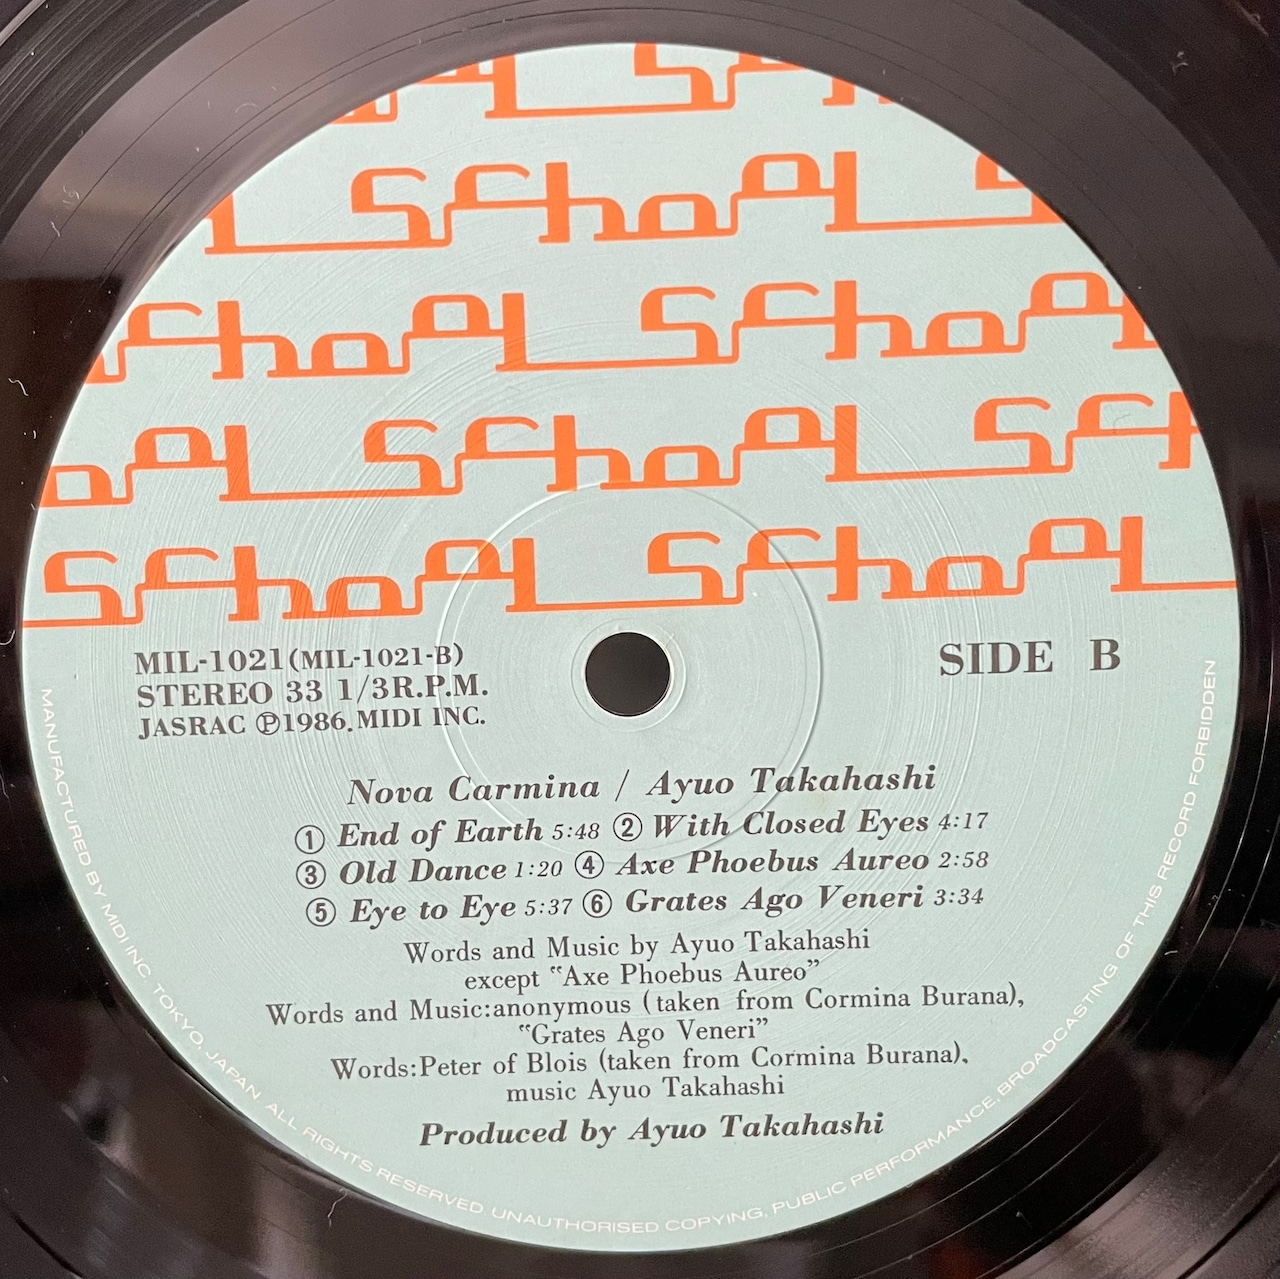 School School
School School
School School
School School School
School School
MIL-1021(MIL-1021-B)
STEREO 33 1/3R.P.M.
JASRAC Ⓟ1986. MIDI INC.
SIDE B
Nova Carmina / Ayuo Takahashi
① End of Earth 5:48 ② With Closed Eyes 4:17
③ Old Dance 1:20 ④ Axe Phoebus Aureo 2:58
⑤ Eye to Eye 5:37 ⑥ Grates Ago Veneri 3:34
Words and Music by Ayuo Takahashi
except "Axe Phoebus Aureo"
Words and Music:anonymous (taken from Cormina Burana),
"Grates Ago Veneri"
Words:Peter of Blois (taken from Cormina Burana).
music Ayuo Takahashi
Produced by Ayuo Takahashi
MANUFACTURED BY MIDI INC. TOKYO, JAPAN. ALL RIGHTS RESERVED. UNAUTHORISED COPYING, PUBLIC PERFORMANCE, BROADCASTING OF THIS RECORD FORBIDDEN